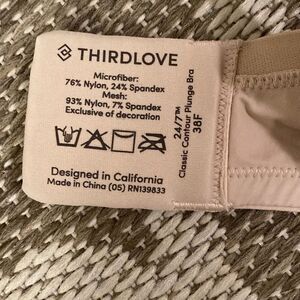 THIRDLOVE
Microfiber:
76% Nylon, 24% Spandex
Mesh:
93% Nylon, 7% Spandex
Exclusive of decoration
Designed in California
Made in China (05) RN139833
24/7™
Classic Contour Plunge Bra
38F